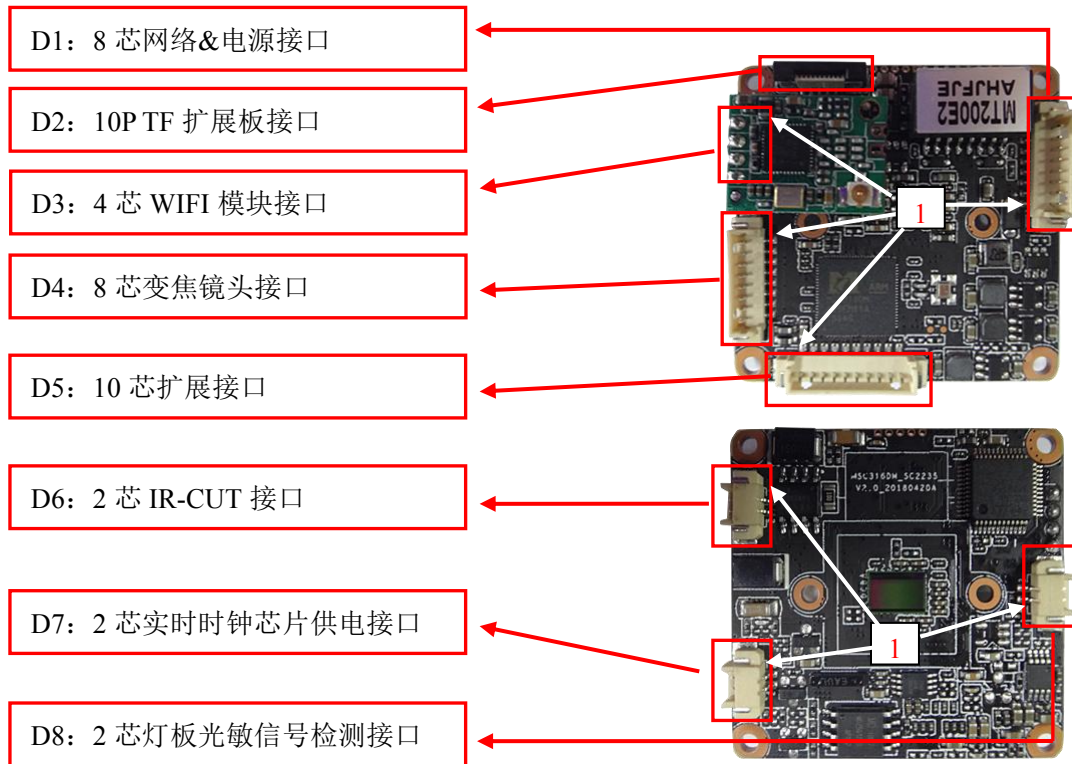 D1：8 芯网络&电源接口
D2：10P TF 扩展板接口
D3：4 芯 WIFI 模块接口
D4：8 芯变焦镜头接口
D5：10 芯扩展接口
D6：2 芯 IR-CUT 接口
D7：2 芯实时时钟芯片供电接口
D8：2 芯灯板光敏信号检测接口
MT200E2
AHJFJE
1
MSC316DM_SC2235
V2.0_20180420A
1